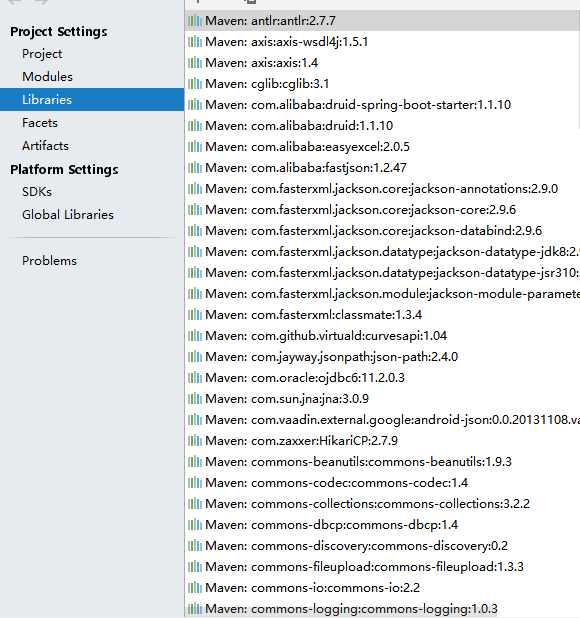 Project Settings
Project
Modules
Libraries
Facets
Artifacts
Platform Settings
SDKs
Global Libraries
Problems
Maven: antlr:antlr:2.7.7
Maven: axis:axis-wsdl4j:1.5.1
Maven: axis:axis:1.4
Maven: cglib:cglib:3.1
Maven: com.alibaba:druid-spring-boot-starter:1.1.10
Maven: com.alibaba:druid:1.1.10
Maven: com.alibaba:easyexcel:2.0.5
Maven: com.alibaba:fastjson:1.2.47
Maven: com.fasterxml.jackson.core:jackson-annotations:2.9.0
Maven: com.fasterxml.jackson.core:jackson-core:2.9.6
Maven: com.fasterxml.jackson.core:jackson-databind:2.9.6
Maven: com.fasterxml.jackson.datatype:jackson-datatype-jdk8:2.9
Maven: com.fasterxml.jackson.datatype:jackson-datatype-jsr310:
Maven: com.fasterxml.jackson.module:jackson-module-paramete
Maven: com.fasterxml:classmate:1.3.4
Maven: com.github.virtuald:curvesapi:1.04
Maven: com.jayway.jsonpath:json-path:2.4.0
Maven: com.oracle:ojdbc6:11.2.0.3
Maven: com.sun.jna:jna:3.0.9
Maven: com.vaadin.external.google:android-json:0.0.20131108.va
Maven: com.zaxxer:HikariCP:2.7.9
Maven: commons-beanutils:commons-beanutils:1.9.3
Maven: commons-codec:commons-codec:1.4
Maven: commons-collections:commons-collections:3.2.2
Maven: commons-dbcp:commons-dbcp:1.4
Maven: commons-discovery:commons-discovery:0.2
Maven: commons-fileupload:commons-fileupload:1.3.3
Maven: commons-io:commons-io:2.2
Maven: commons-logging:commons-logging:1.0.3